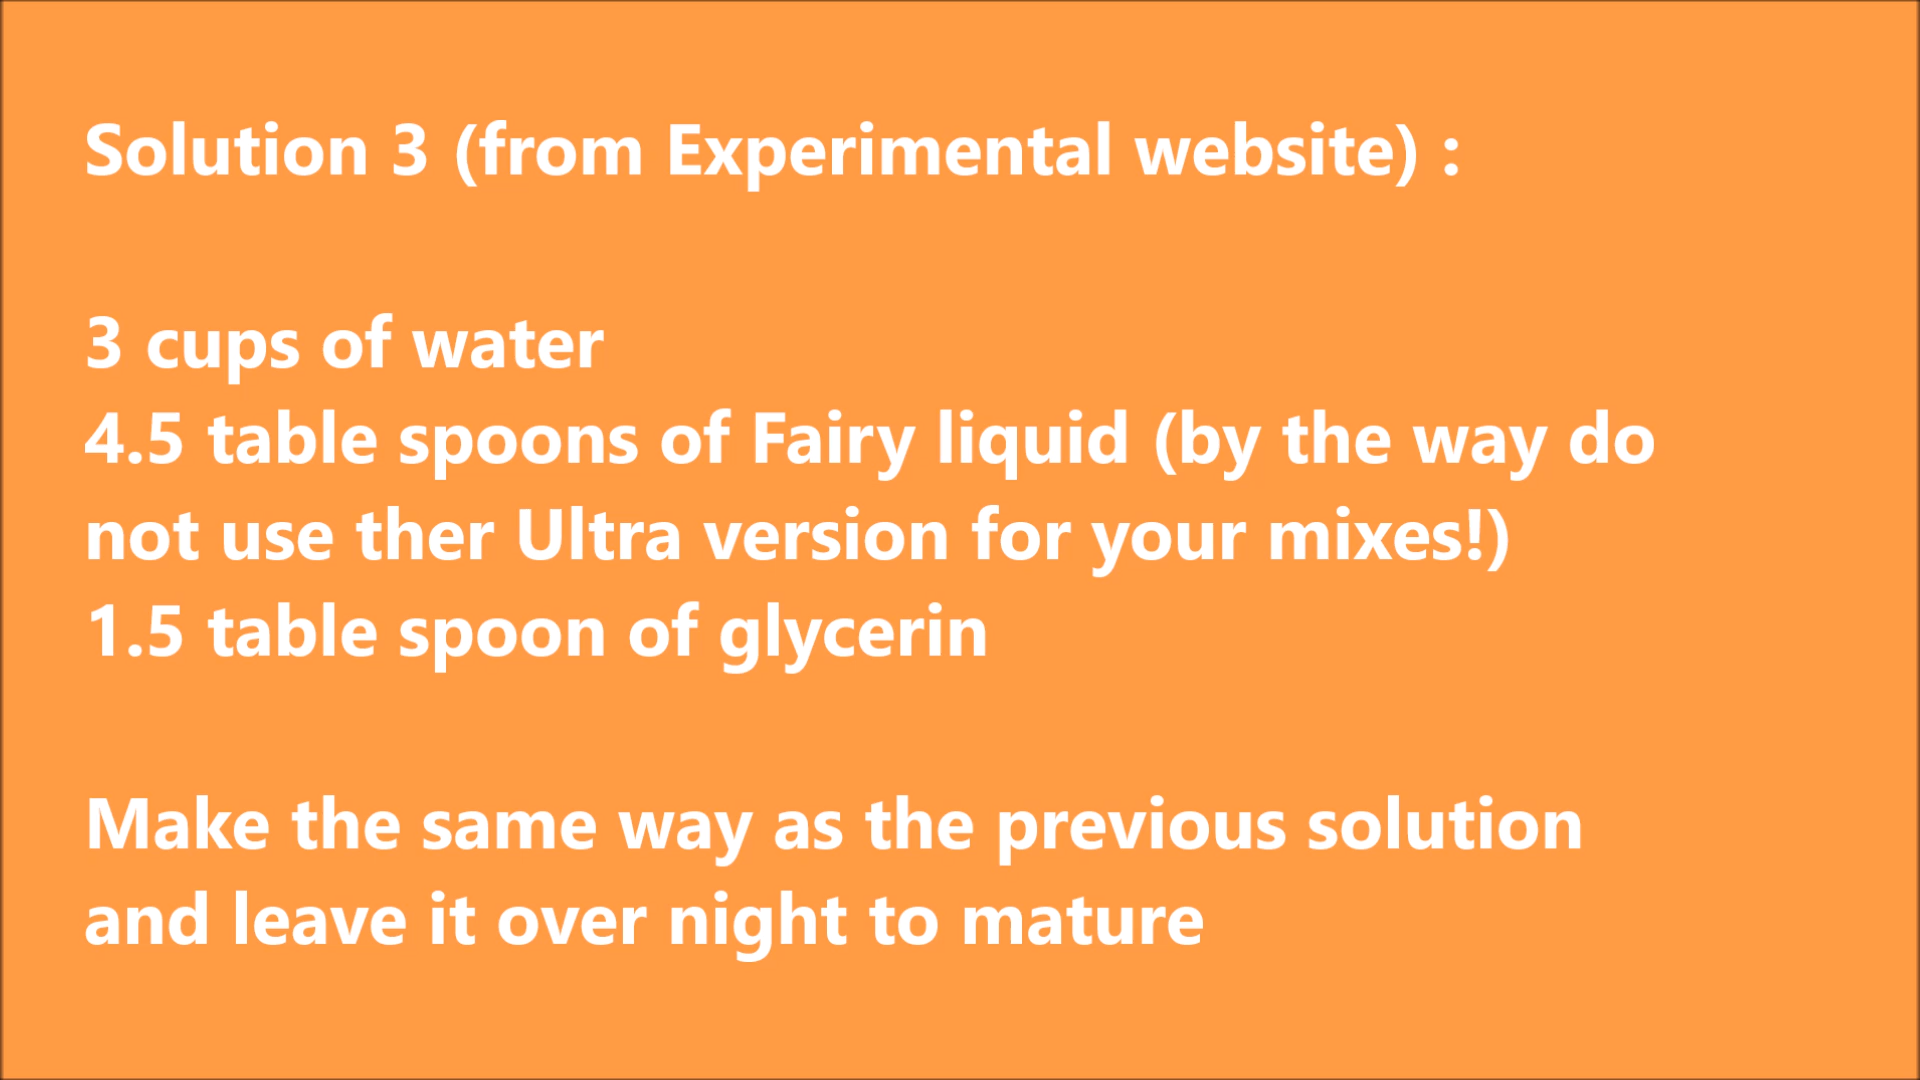 Solution 3 (from Experimental website) :
3 cups of water
4.5 table spoons of Fairy liquid (by the way do
not use ther Ultra version for your mixes!)
1.5 table spoon of glycerin
Make the same way as the previous solution
and leave it over night to mature